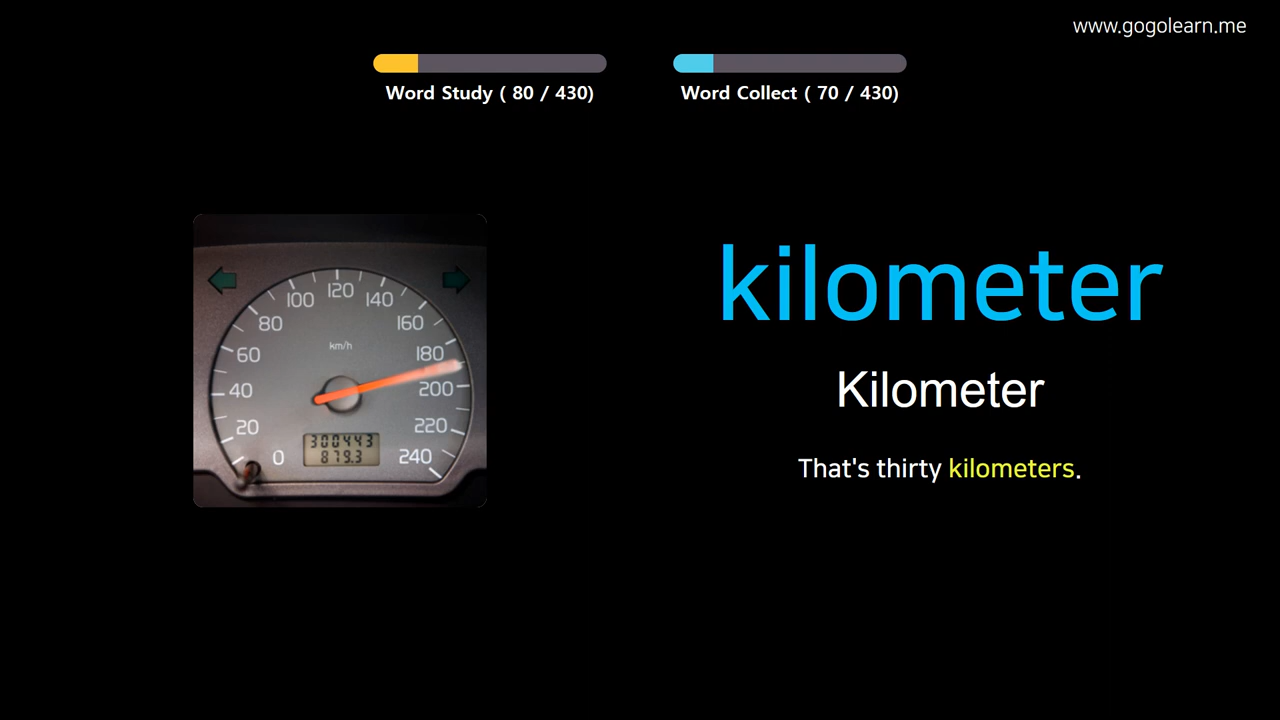 www.gogolearn.me
Word Study ( 80 / 430)
Word Collect ( 70 / 430)
kilometer
Kilometer
That's thirty kilometers.
120
100
140
80
160
km/h
60
180
40
200
20
220
300443
879.3
0
240